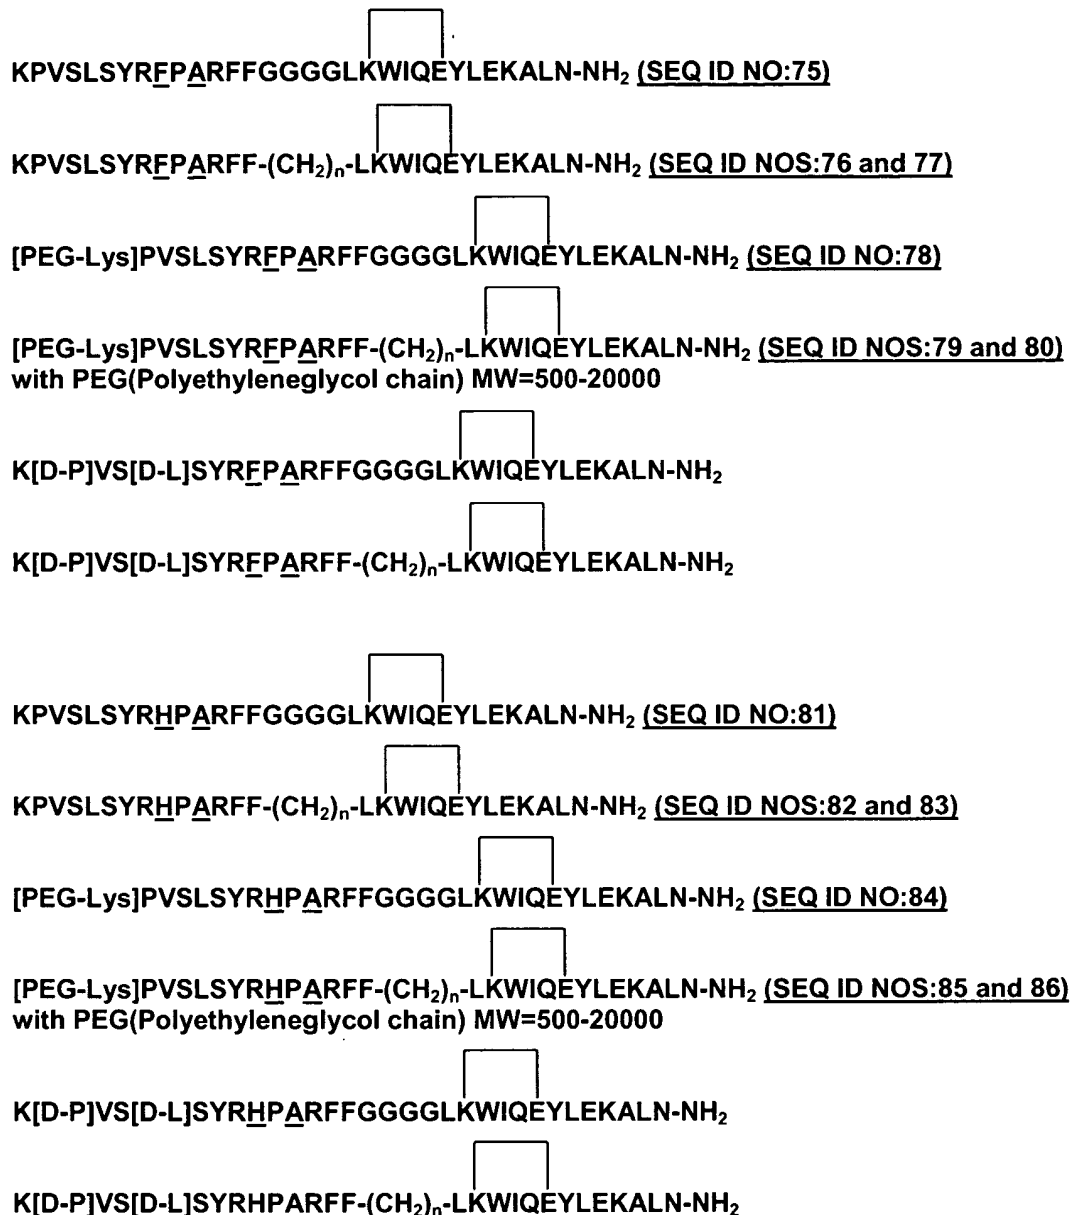 KPVSLSYRFPARFFGGGGLKWIQEYLEKALN-NH2 (SEQ ID NO:75)
KPVSLSYRFPARFF-(CH2)n-LKWIQEYLEKALN-NH2 (SEQ ID NOS:76 and 77)
[PEG-Lys]PVSLSYRFPARFFGGGGLKWIQEYLEKALN-NH2 (SEQ ID NO:78)
[PEG-Lys]PVSLSYRFPARFF-(CH2)n-LKWIQEYLEKALN-NH2 (SEQ ID NOS:79 and 80)
with PEG(Polyethyleneglycol chain) MW=500-20000
K[D-P]VS[D-L]SYRFPARFFGGGGLKWIQEYLEKALN-NH2
K[D-P]VS[D-L]SYRFPARFF-(CH2)n-LKWIQEYLEKALN-NH2
KPVSLSYRHPARFFGGGGLKWIQEYLEKALN-NH2 (SEQ ID NO:81)
KPVSLSYRHPARFF-(CH2)n-LKWIQEYLEKALN-NH2 (SEQ ID NOS:82 and 83)
[PEG-Lys]PVSLSYRHPARFFGGGGLKWIQEYLEKALN-NH2 (SEQ ID NO:84)
[PEG-Lys]PVSLSYRHPARFF-(CH2)n-LKWIQEYLEKALN-NH2 (SEQ ID NOS:85 and 86)
with PEG(Polyethyleneglycol chain) MW=500-20000
K[D-P]VS[D-L]SYRHPARFFGGGGLKWIQEYLEKALN-NH2
K[D-P]VS[D-L]SYRHPARFF-(CH2)n-LKWIQEYLEKALN-NH2